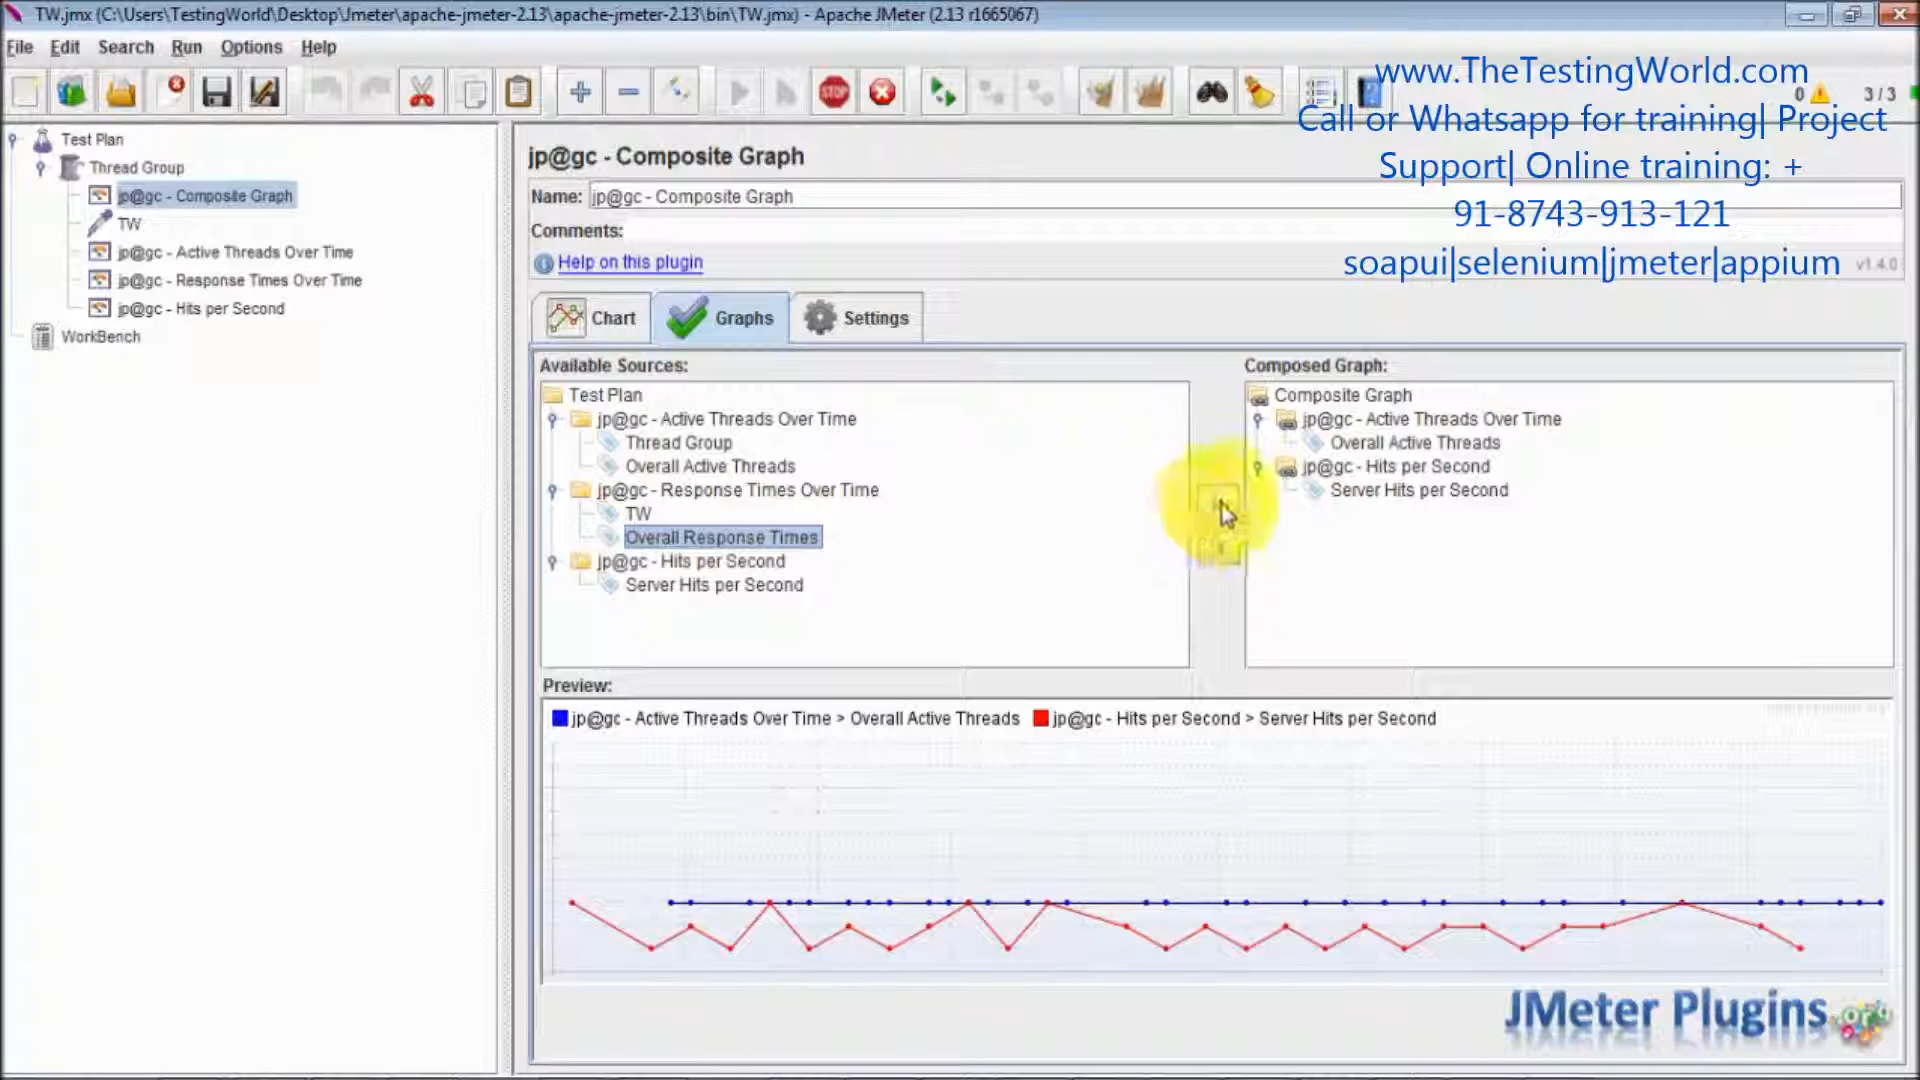 TW.jmx (C:\Users\TestingWorld\Desktop\Jmeter\apache-jmeter-2.13\apache-jmeter-2.13\bin\TW.jmx) - Apache JMeter (2.13 r1665067)
File Edit Search Run Options Help
STOP
0 3/3
www.TheTestingWorld.com
Call or Whatsapp for training| Project
Support| Online training: +
91-8743-913-121
soapui|selenium|jmeter|appium
Test Plan
Thread Group
jp@gc - Composite Graph
TW
jp@gc - Active Threads Over Time
jp@gc - Response Times Over Time
jp@gc - Hits per Second
WorkBench
jp@gc - Composite Graph
Name: jp@gc - Composite Graph
Comments:
Help on this plugin
v1.4.0
Chart Graphs Settings
Available Sources:
Test Plan
jp@gc - Active Threads Over Time
Thread Group
Overall Active Threads
jp@gc - Response Times Over Time
TW
Overall Response Times
jp@gc - Hits per Second
Server Hits per Second
Composed Graph:
Composite Graph
jp@gc - Active Threads Over Time
Overall Active Threads
jp@gc - Hits per Second
Server Hits per Second
Preview:
jp@gc - Active Threads Over Time > Overall Active Threads jp@gc - Hits per Second > Server Hits per Second
JMeter Plugins.org